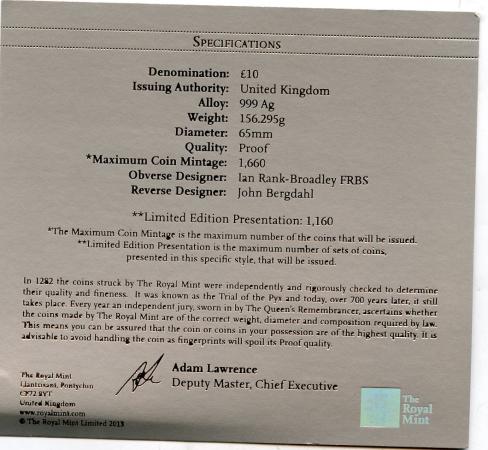 SPECIFICATIONS
Denomination: £10
Issuing Authority: United Kingdom
Alloy: 999 Ag
Weight: 156.295g
Diameter: 65mm
Quality: Proof
*Maximum Coin Mintage: 1,660
Obverse Designer: Ian Rank-Broadley FRBS
Reverse Designer: John Bergdahl
**Limited Edition Presentation: 1,160
*The Maximum Coin Mintage is the maximum number of the coins that will be issued.
**Limited Edition Presentation is the maximum number of sets of coins,
presented in this specific style, that will be issued.
In 1282 the coins struck by The Royal Mint were independently and rigorously checked to determine
their quality and fineness. It was known as the Trial of the Pyx and today, over 700 years later, it still
takes place. Every year an independent jury, sworn in by The Queen's Remembrancer, ascertains whether
the coins made by The Royal Mint are of the correct weight, diameter and composition required by law.
This means you can be assured that the coin or coins in your possession are of the highest quality. It is
advisable to avoid handling the coin as fingerprints will spoil its Proof quality.
Adam Lawrence
Deputy Master, Chief Executive
The Royal Mint
Llantrisant, Pontyclun
CF72 8YT
United Kingdom
www.royalmint.com
© The Royal Mint Limited 2013
The
Royal
Mint